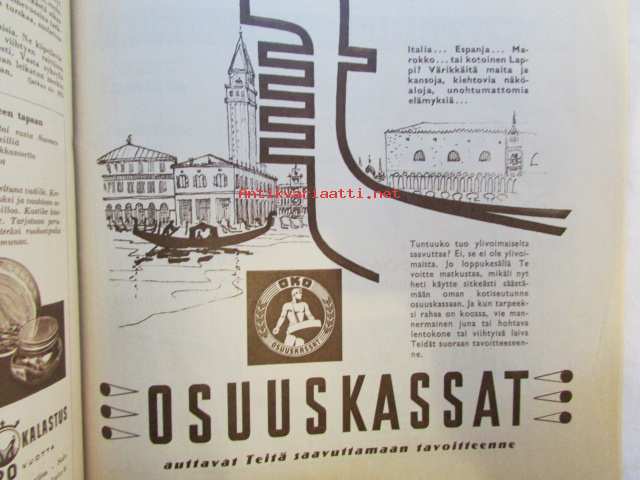 Italia... Espanja... Ma-
rokko... tai kotoinen Lap-
pi? Värikkäitä maita ja
kansoja, kiehtovia näkö-
aloja, unohtumattomia
elämyksiä...
Antikvariaatti.net
Tuntuuko tuo ylivoimaiselta
saavuttaa? Ei, se ei ole ylivoi-
maista. Jo loppukesällä Te
voitte matkustaa, mikäli nyt
heti käytte sitkeästi säästä-
mään oman kotiseutunne
osuuskassaan. Ja kun tarpeek-
si rahaa on koossa, vie man-
nermainen juna tai hohtava
lentokone tai viihtyisä laiva
Teidät suoraan tavoitteeseen-
ne.
OKO
OSUUSKASSAT
OSUUSKASSAT
auttavat Teitä saavuttamaan tavoitteenne
een tapaan
KALASTUS
VUOTTA